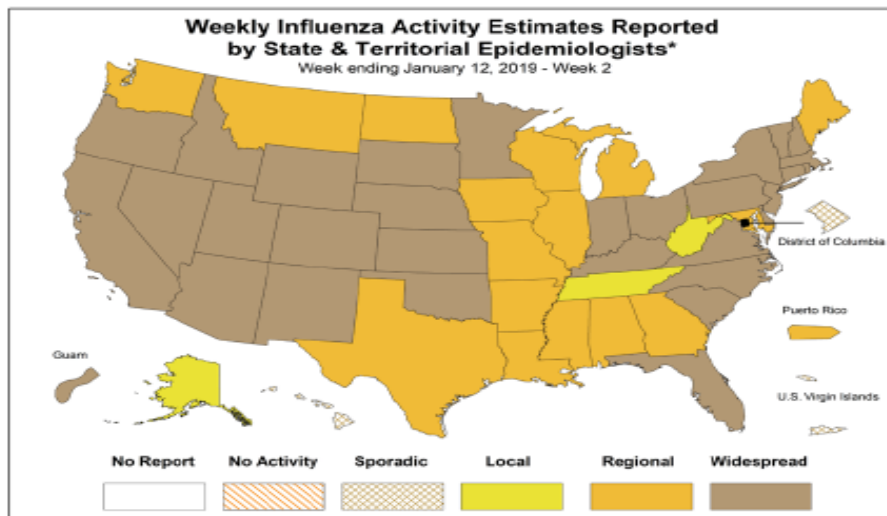 Weekly Influenza Activity Estimates Reported
by State & Territorial Epidemiologists*
Week ending January 12, 2019 - Week 2
District of Columbia
Puerto Rico
Guam
U.S. Virgin Islands
No Report No Activity Sporadic Local Regional Widespread